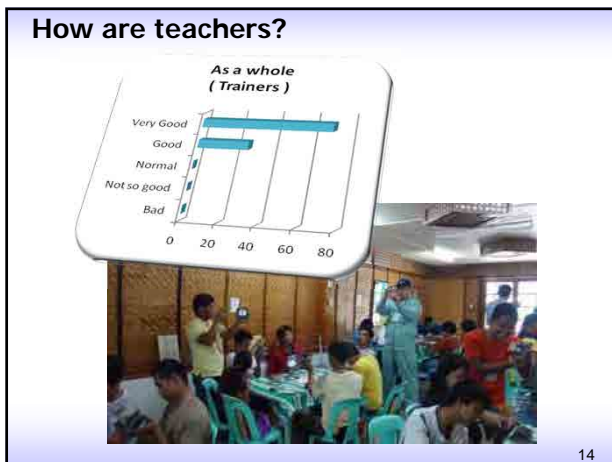 How are teachers?
As a whole
( Trainers )
Very Good
Good
Normal
Not so good
Bad
0 20 40 60 80
14